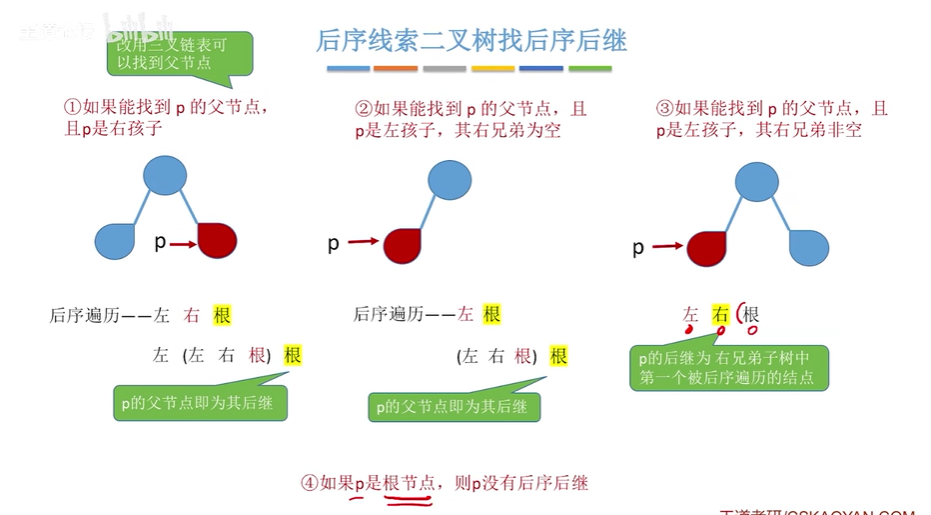 后序线索二叉树找后序后继
改用三叉链表可
以找到父节点
①如果能找到 p 的父节点，
且p是右孩子
②如果能找到 p 的父节点，且
p是左孩子，其右兄弟为空
③如果能找到 p 的父节点，且
p是左孩子，其右兄弟非空
p
p
p
后序遍历——左 右 根
左 (左 右 根) 根
p的父节点即为其后继
后序遍历——左 根
(左 右 根) 根
p的父节点即为其后继
左 右 (根
p的后继为右兄弟子树中
第一个被后序遍历的结点
④如果p是根节点，则p没有后序后继
王道考研/CSKAOYAN.COM